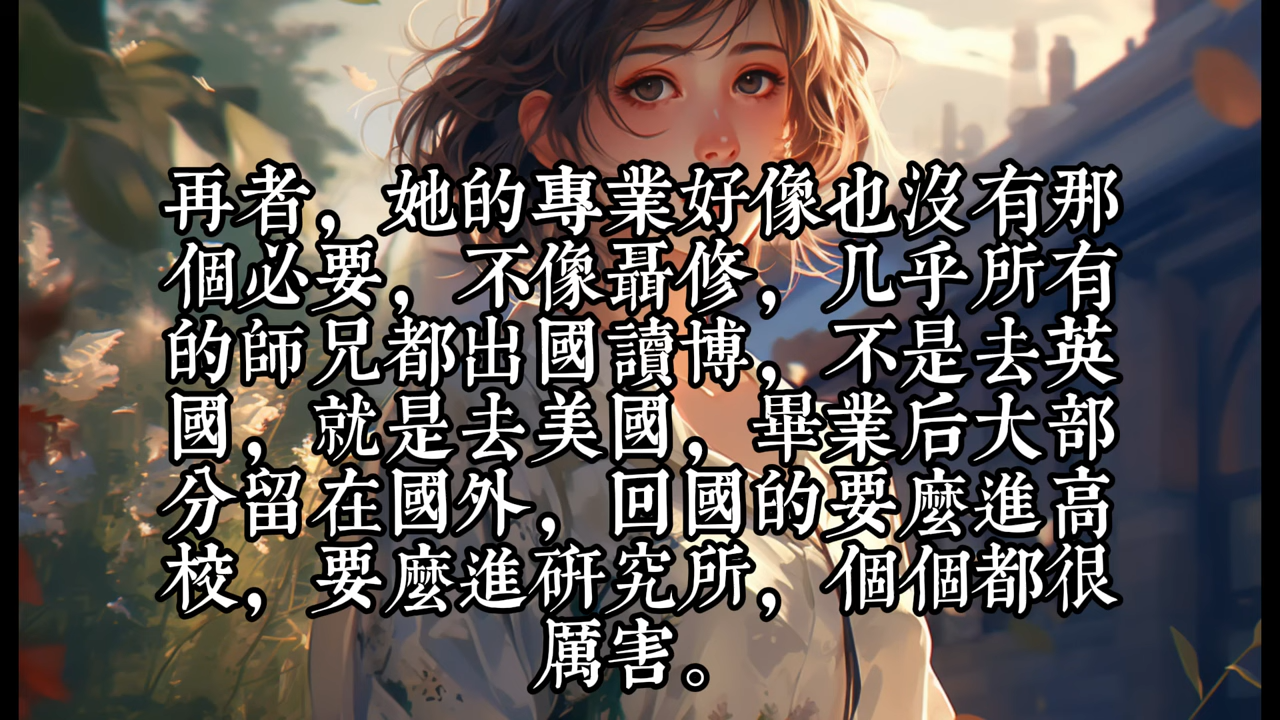 再者，她的專業好像也沒有那
個必要，不像聶修，几乎所有
的師兄都出國讀博，不是去英
國，就是去美國，畢業后大部
分留在國外，回國的要麼進高
校，要麼進研究所，個個都很
厲害。